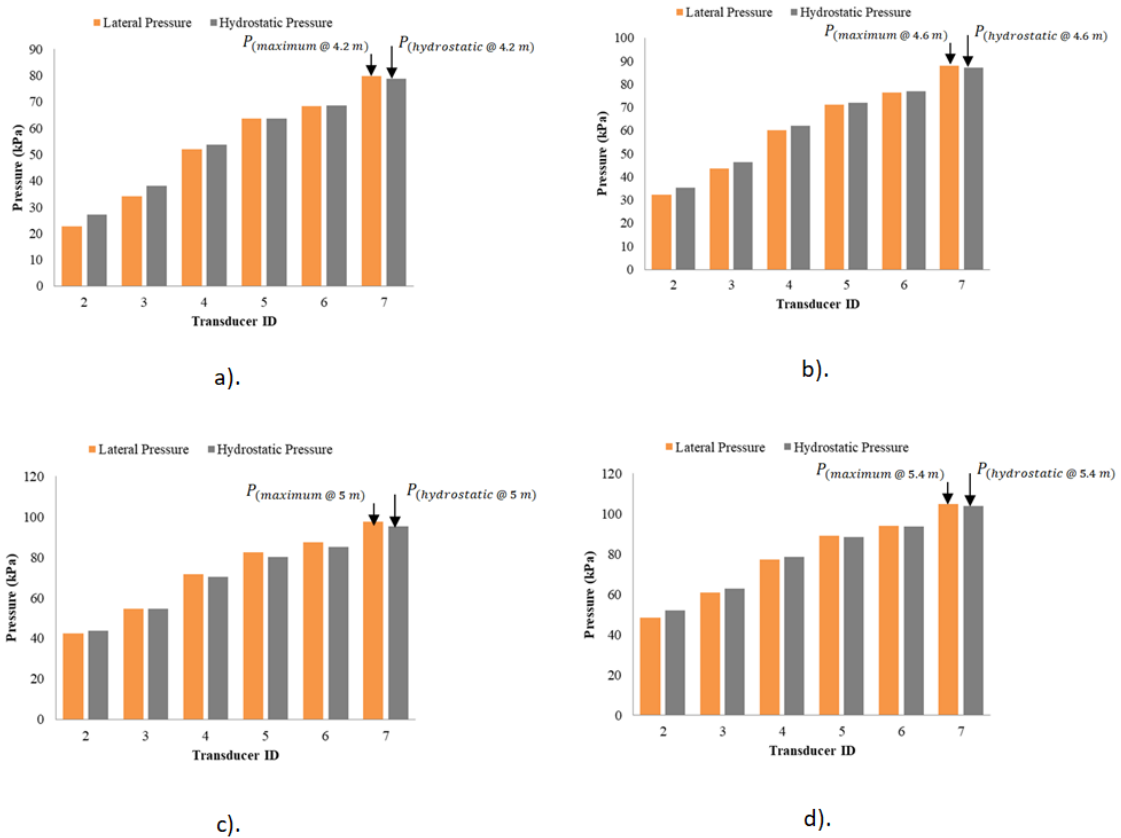 Lateral Pressure Hydrostatic Pressure
P(maximum @ 4.2 m) P(hydrostatic @ 4.2 m)
90
80
70
60
50
40
30
20
10
0
Pressure (kPa)
2 3 4 5 6 7
Transducer ID
a).
Lateral Pressure Hydrostatic Pressure
P(maximum @ 4.6 m) P(hydrostatic @ 4.6 m)
100
90
80
70
60
50
40
30
20
10
0
Pressure (kPa)
2 3 4 5 6 7
Transducer ID
b).
Lateral Pressure Hydrostatic Pressure
P(maximum @ 5 m) P(hydrostatic @ 5 m)
120
100
80
60
40
20
0
Pressure (kPa)
2 3 4 5 6 7
Transducer ID
c).
Lateral Pressure Hydrostatic Pressure
P(maximum @ 5.4 m) P(hydrostatic @ 5.4 m)
120
100
80
60
40
20
0
Pressure (kPa)
2 3 4 5 6 7
Transducer ID
d).